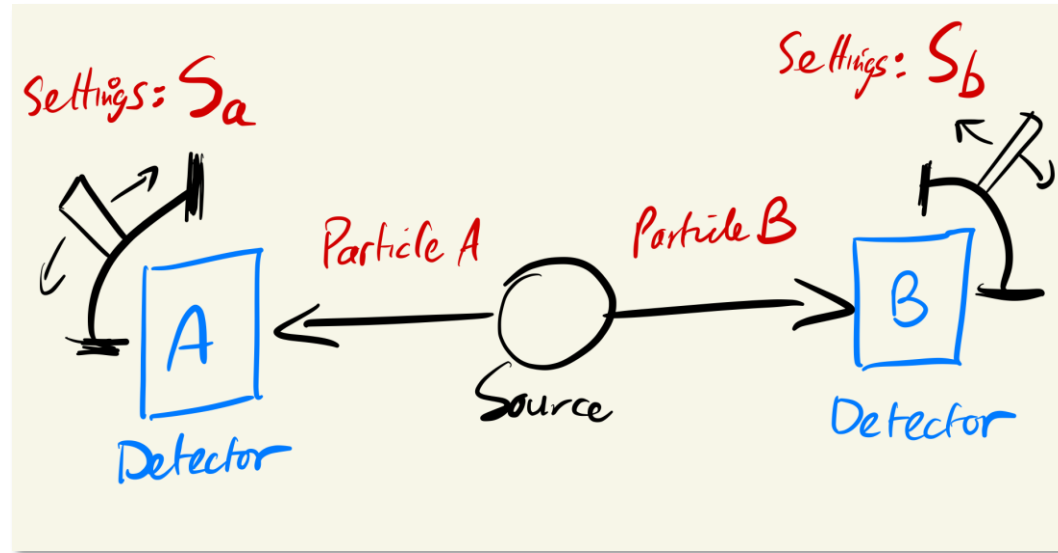 Settings: Sa
Settings: Sb
Particle A
Particle B
A
B
Source
Detector
Detector